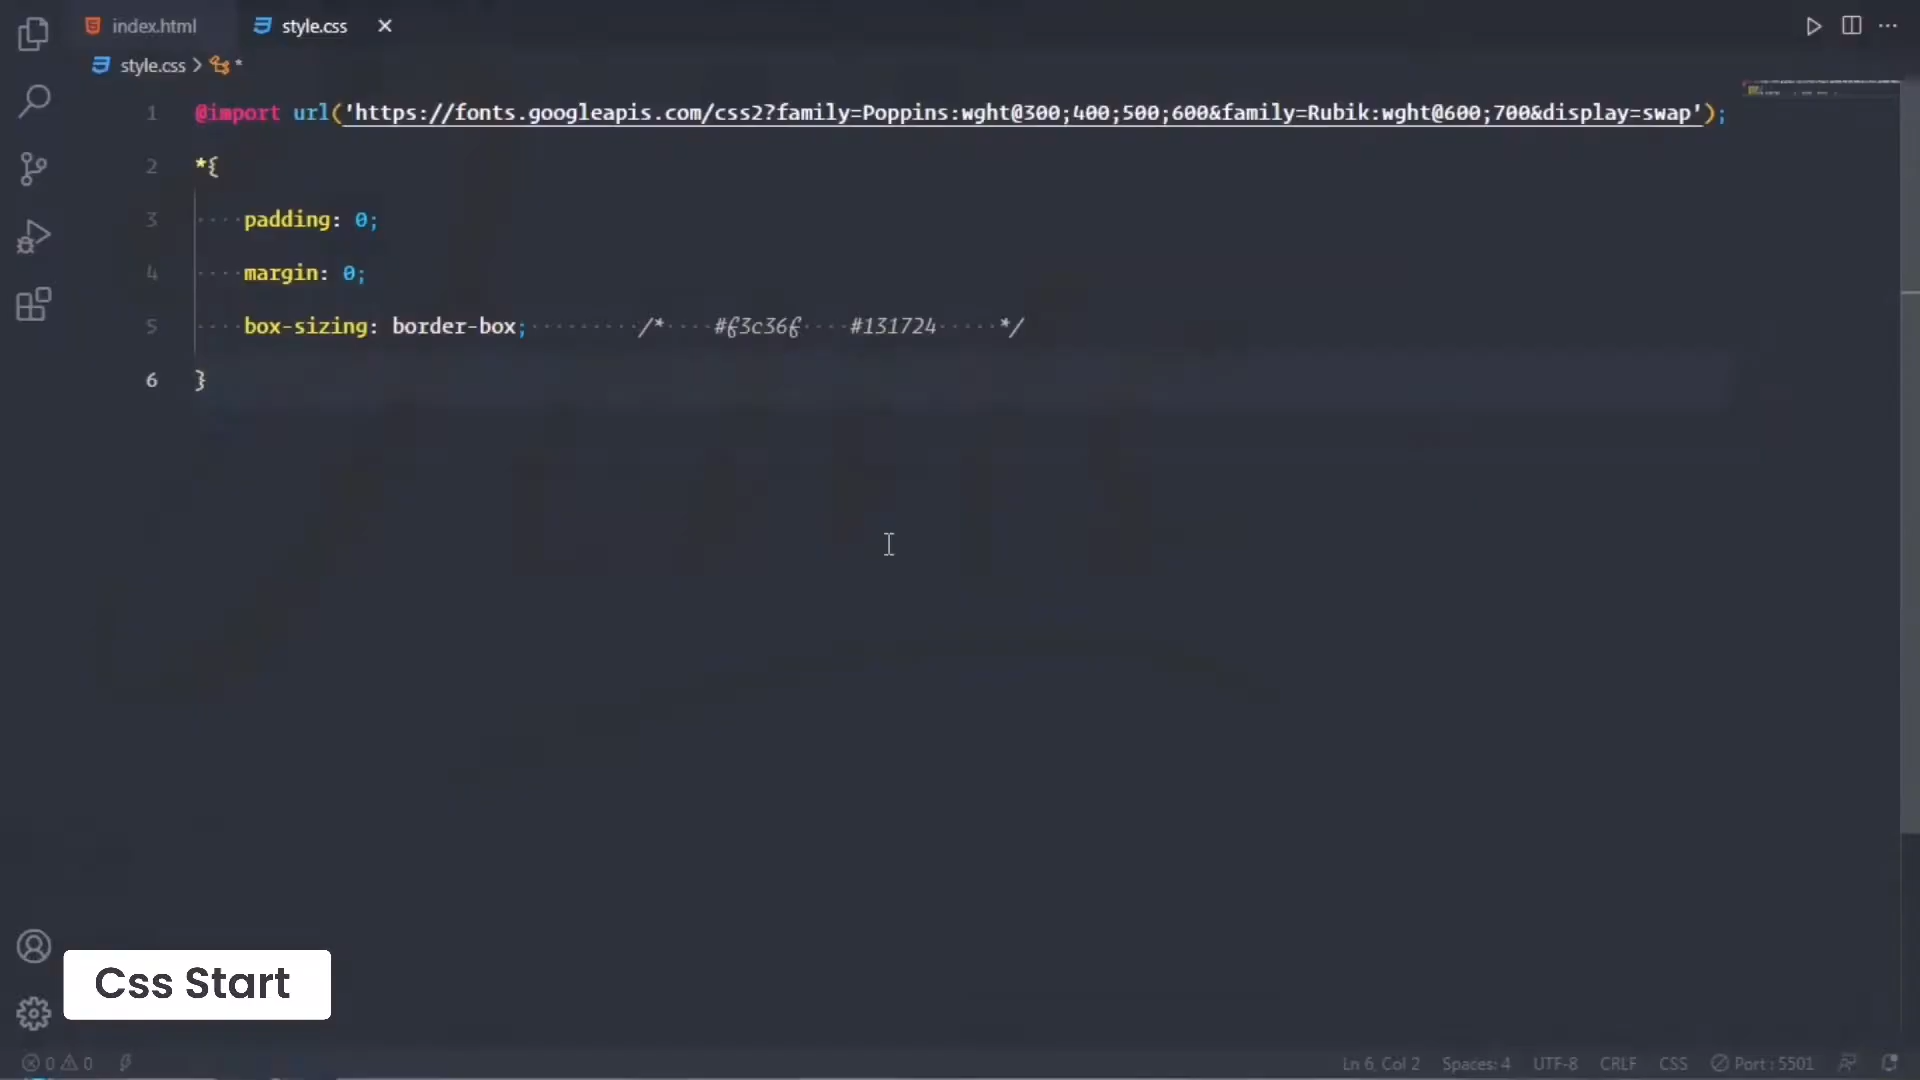 index.html style.css
style.css > *
1 @import url('https://fonts.googleapis.com/css2?family=Poppins:wght@300;400;500;600&family=Rubik:wght@600;700&display=swap');
2 *{
3 padding: 0;
4 margin: 0;
5 box-sizing: border-box; /* #f3c36f #131724 */
6 }
Css Start
0 0 Ln 6, Col 2 Spaces: 4 UTF-8 CRLF CSS Port : 5501